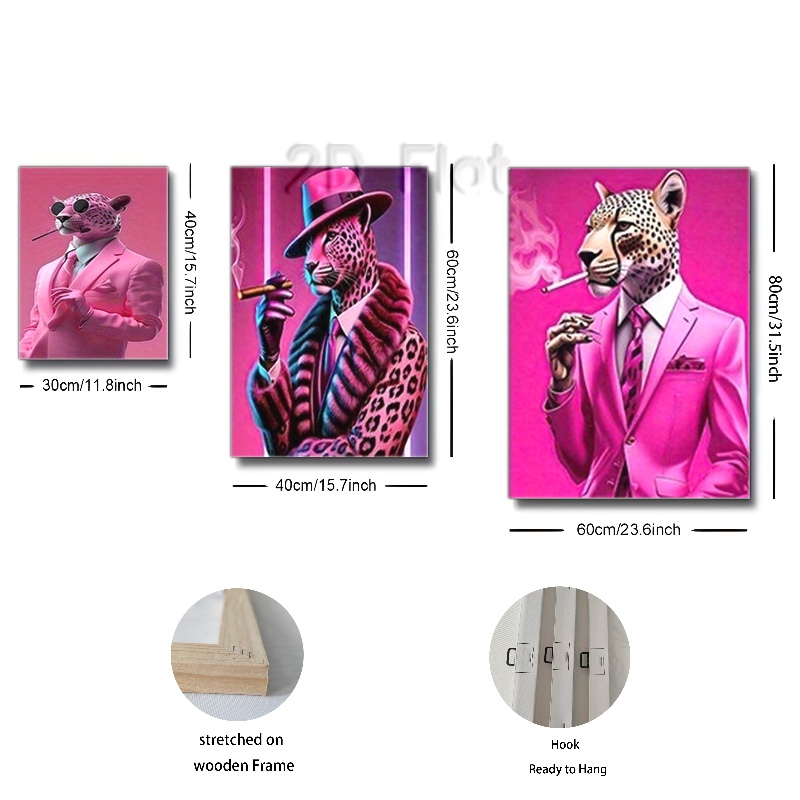 2D Flat
40cm/15.7inch
30cm/11.8inch
60cm/23.6inch
40cm/15.7inch
80cm/31.5inch
60cm/23.6inch
stretched on
wooden Frame
Hook
Ready to Hang